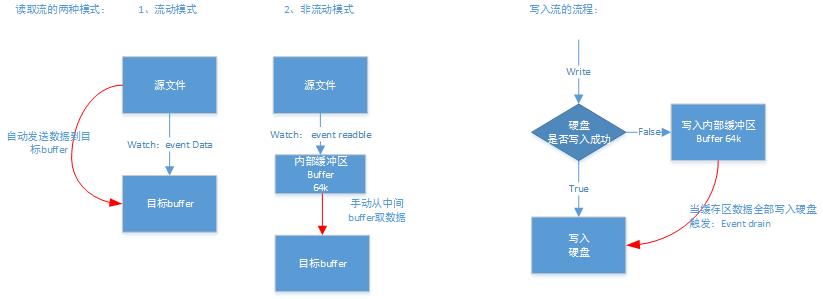 读取流的两种模式： 1、流动模式
2、非流动模式
写入流的流程：
源文件
自动发送数据到目
标buffer
Watch：event Data
目标buffer
源文件
Watch： event readble
内部缓冲区
Buffer
64k
手动从中间
buffer取数据
目标buffer
Write
硬盘
是否写入成功
False
写入内部缓冲区
Buffer 64k
True
当缓存区数据全部写入硬盘
触发：Event drain
写入
硬盘